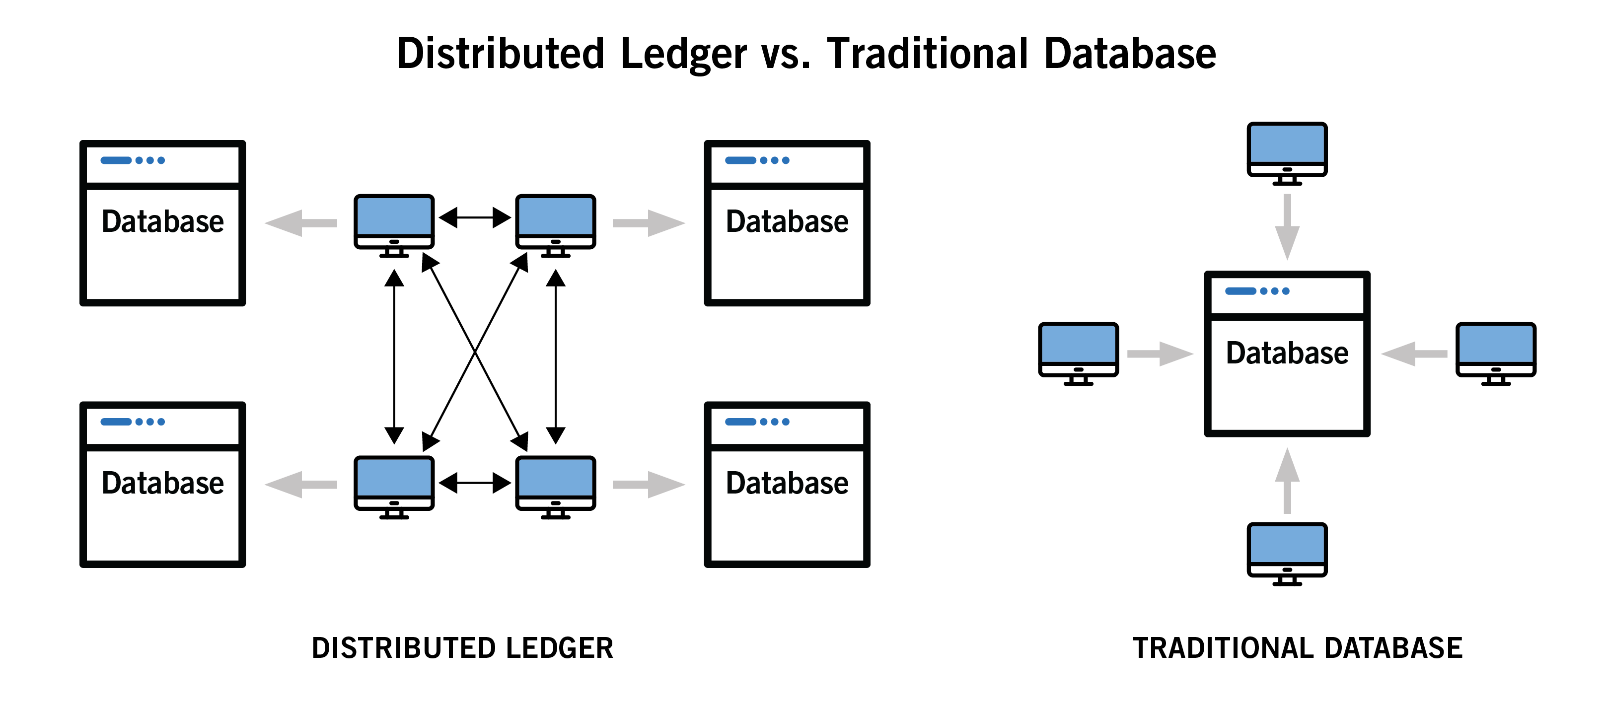 Distributed Ledger vs. Traditional Database
Database
Database
Database
Database
DISTRIBUTED LEDGER
Database
TRADITIONAL DATABASE